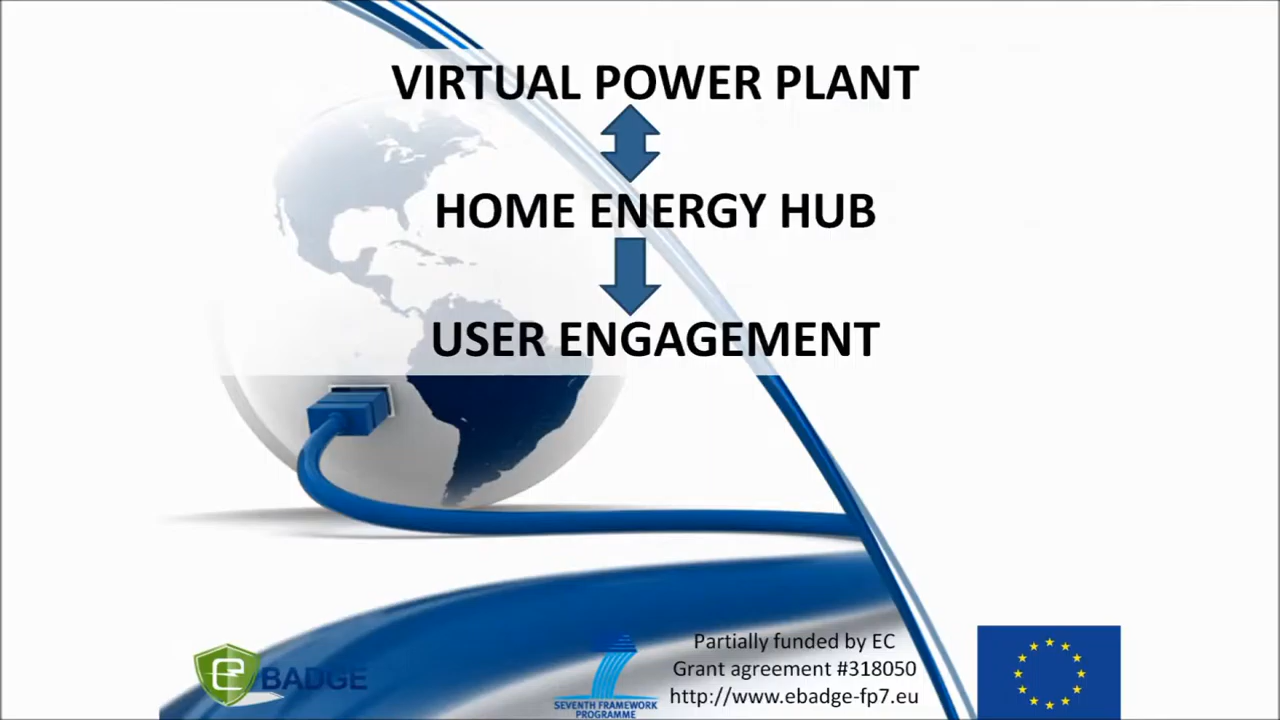 VIRTUAL POWER PLANT
HOME ENERGY HUB
USER ENGAGEMENT
Partially funded by EC
Grant agreement #318050
http://www.ebadge-fp7.eu
e BADGE
SEVENTH FRAMEWORK
PROGRAMME